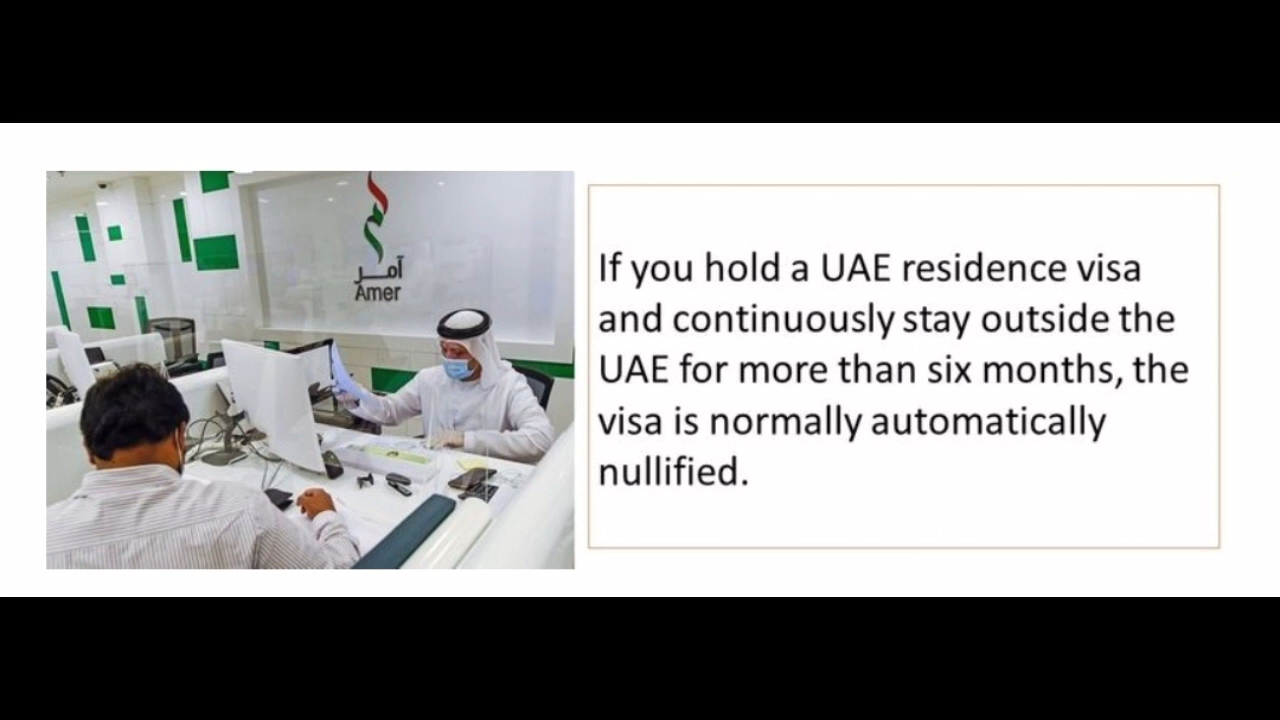 آمر
Amer
If you hold a UAE residence visa
and continuously stay outside the
UAE for more than six months, the
visa is normally automatically
nullified.